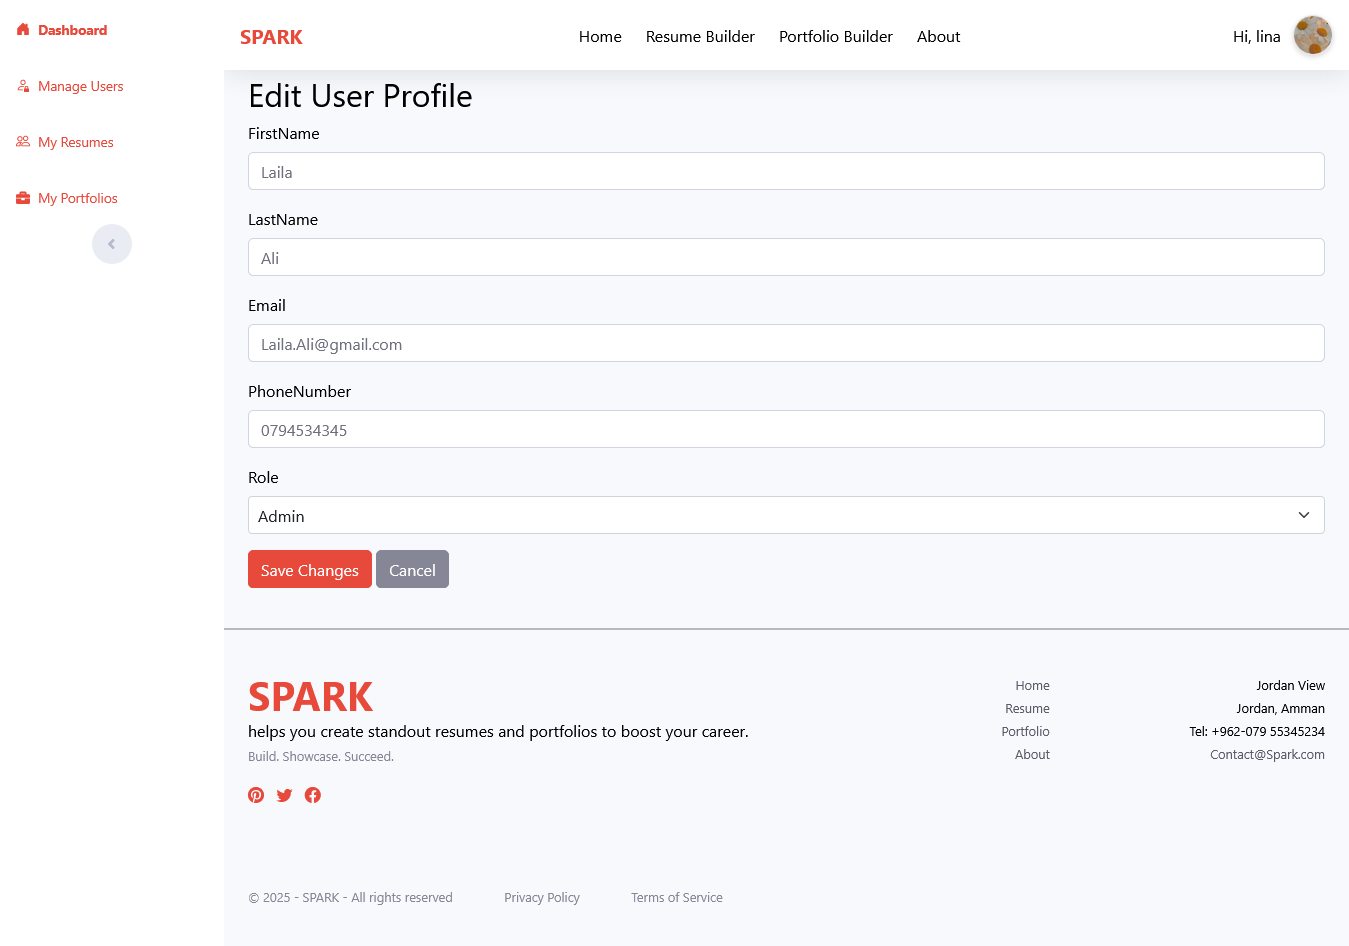 Dashboard
Manage Users
My Resumes
My Portfolios
SPARK
Home Resume Builder Portfolio Builder About
Hi, lina
Edit User Profile
FirstName
Laila
LastName
Ali
Email
Laila.Ali@gmail.com
PhoneNumber
0794534345
Role
Admin
Save Changes Cancel
SPARK
helps you create standout resumes and portfolios to boost your career.
Build. Showcase. Succeed.
Home
Resume
Portfolio
About
Jordan View
Jordan, Amman
Tel: +962-079 55345234
Contact@Spark.com
© 2025 - SPARK - All rights reserved Privacy Policy Terms of Service